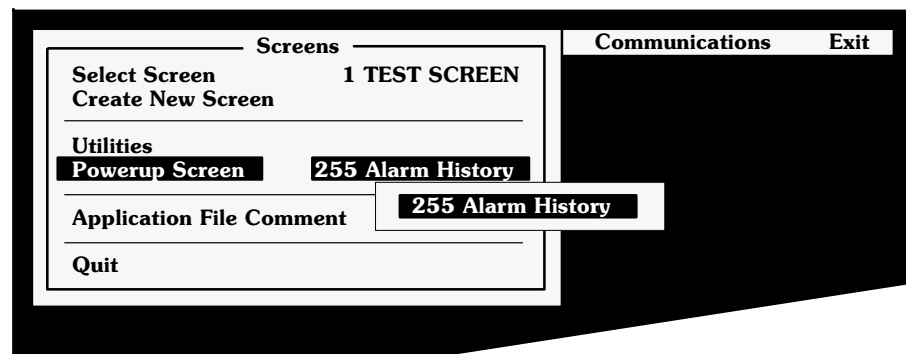 Screens Communications Exit
Select Screen 1 TEST SCREEN
Create New Screen
Utilities
Powerup Screen 255 Alarm History
255 Alarm History
Application File Comment
Quit